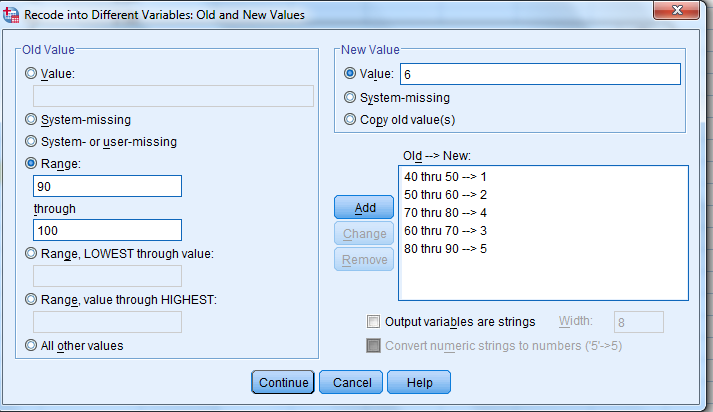 Recode into Different Variables: Old and New Values
Old Value
Value:
System-missing
System- or user-missing
Range:
90
through
100
Range, LOWEST through value:
Range, value through HIGHEST:
All other values
New Value
Value: 6
System-missing
Copy old value(s)
Old --> New:
40 thru 50 --> 1
50 thru 60 --> 2
70 thru 80 --> 4
60 thru 70 --> 3
80 thru 90 --> 5
Add
Change
Remove
Output variables are strings Width: 8
Convert numeric strings to numbers ('5'->5)
Continue Cancel Help